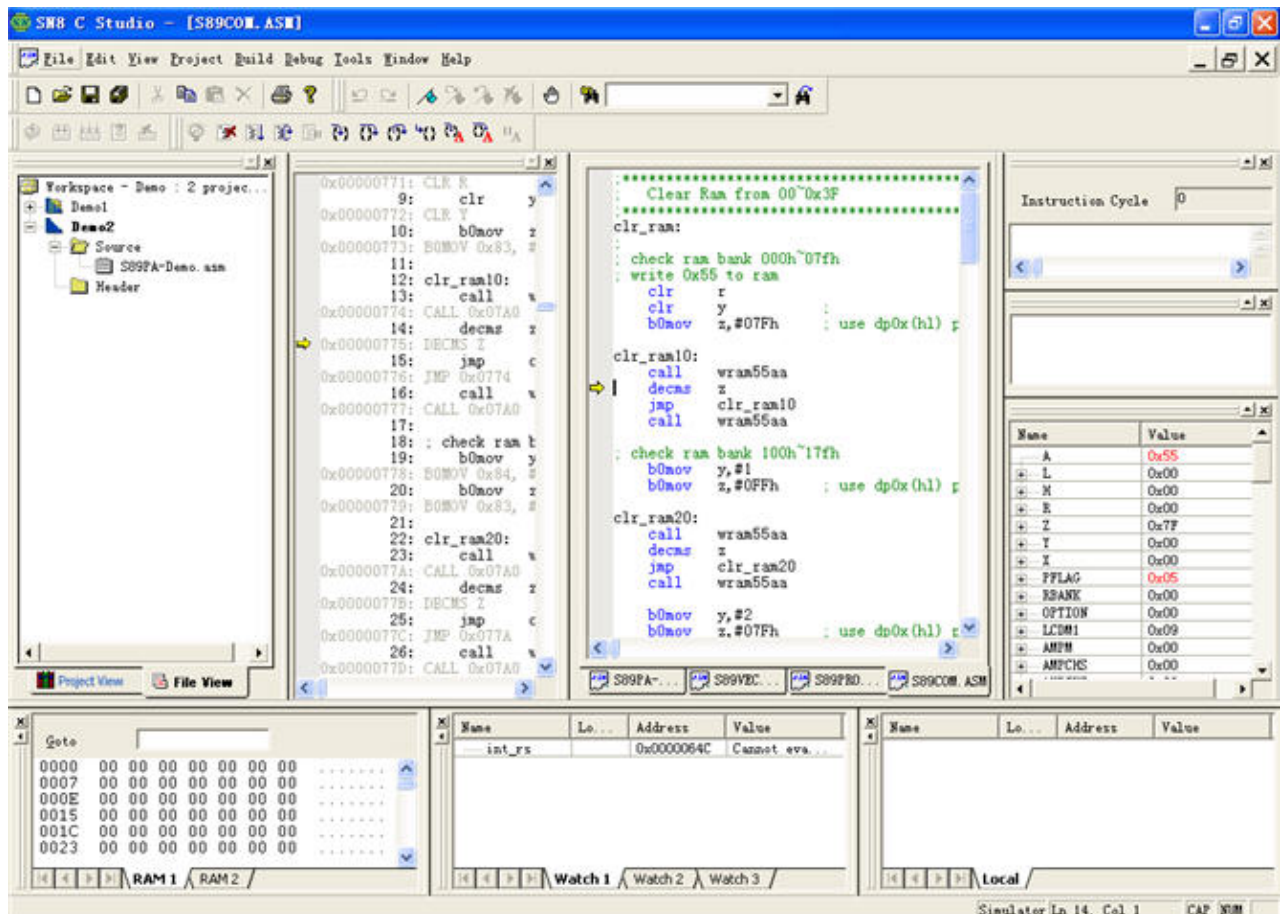 SN8 C Studio - [S89COM.ASM]
File Edit View Project Build Debug Tools Window Help
Workspace - Demo : 2 projec...
Demo1
Demo2
Source
S89PA-Demo.asm
Header
Project View
File View
0x00000771: CLR R
9: clr y
0x00000772: CLR Y
10: b0mov z
0x00000773: B0MOV 0x83, #
11:
12: clr_ram10:
13: call w
0x00000774: CALL 0x07A0
14: decms z
0x00000775: DECMS Z
15: jmp c
0x00000776: JMP 0x0774
16: call w
0x00000777: CALL 0x07A0
17:
18: ; check ram b
19: b0mov y
0x00000778: B0MOV 0x84, #
20: b0mov z
0x00000779: B0MOV 0x83, #
21:
22: clr_ram20:
23: call w
0x0000077A: CALL 0x07A0
24: decms z
0x0000077B: DECMS Z
25: jmp c
0x0000077C: JMP 0x077A
26: call w
0x0000077D: CALL 0x07A0
;*****************************************
; Clear Ram from 00~0x3F
;*****************************************
clr_ram:
;
; check ram bank 000h~07fh
; write 0x55 to ram
clr r
clr y ;
b0mov z,#07Fh ; use dp0x(hl) p
clr_ram10:
call wram55aa
decms z
jmp clr_ram10
call wram55aa
; check ram bank 100h~17fh
b0mov y,#1
b0mov z,#0FFh ; use dp0x(hl) p
clr_ram20:
call wram55aa
decms z
jmp clr_ram20
call wram55aa
b0mov y,#2
b0mov z,#07Fh ; use dp0x(hl) p
S89PA-... S89VEC... S89PRO... S89COM.ASM
Instruction Cycle 0
Name Value
A 0x55
L 0x00
H 0x00
R 0x00
Z 0x7F
Y 0x00
X 0x00
PFLAG 0x05
RBANK 0x00
OPTION 0x00
LCDM1 0x09
AMPM 0x00
AMPCHS 0x00
Goto
0000 00 00 00 00 00 00 00 .......
0007 00 00 00 00 00 00 00 .......
000E 00 00 00 00 00 00 00 .......
0015 00 00 00 00 00 00 00 .......
001C 00 00 00 00 00 00 00 .......
0023 00 00 00 00 00 00 00 .......
RAM 1 RAM 2
Name Lo... Address Value
int_rs 0x0000064C Cannot eva...
Watch 1 Watch 2 Watch 3
Name Lo... Address Value
Local
Simulator Ln 14, Col 1 CAP NUM